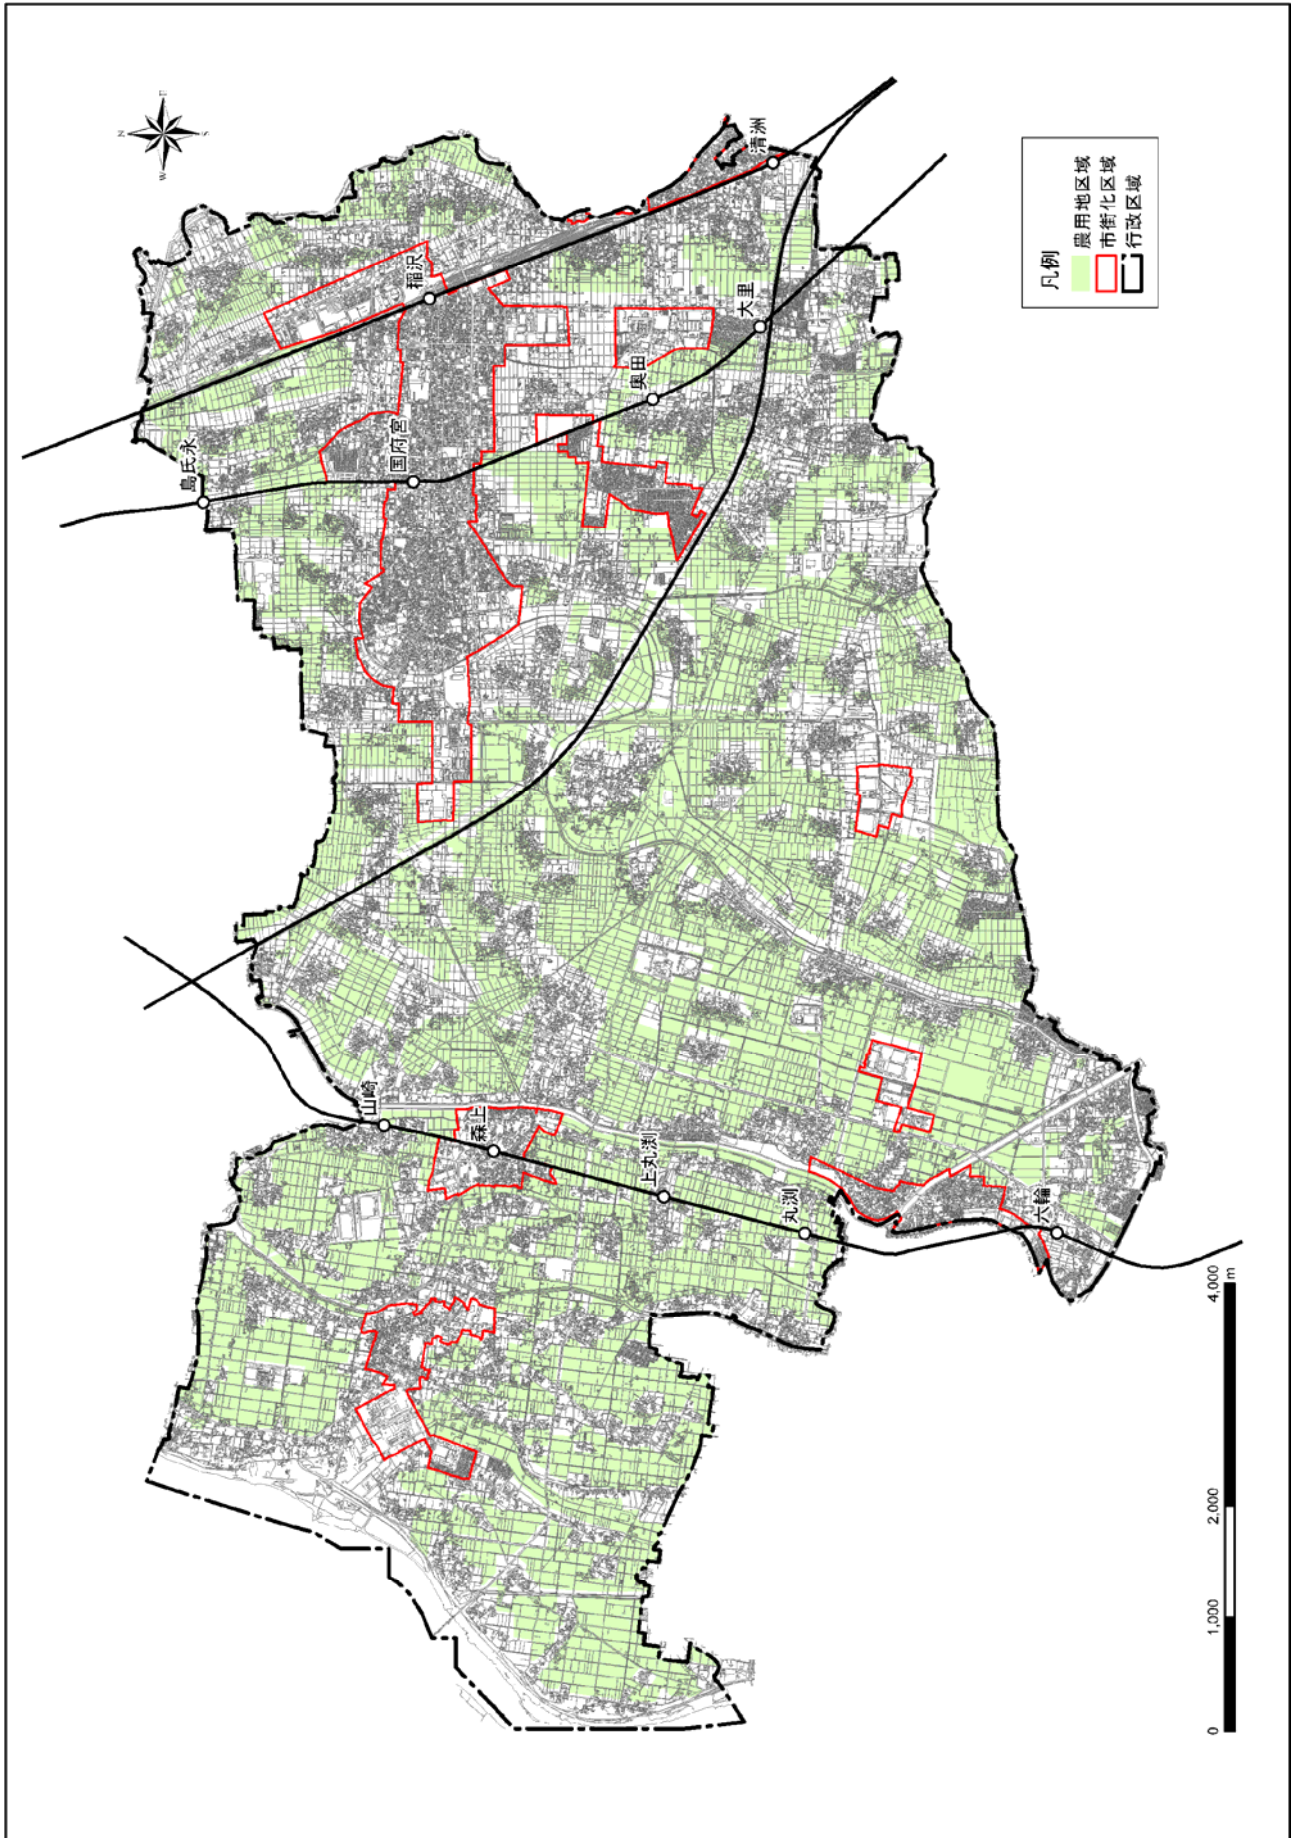 N
E
S
W
島氏永
国府宮
稲沢
清洲
奥田
大里
山崎
森上
上丸渕
丸渕
六輪
凡例
農用地区域
市街化区域
行政区域
0
1,000
2,000
4,000
m